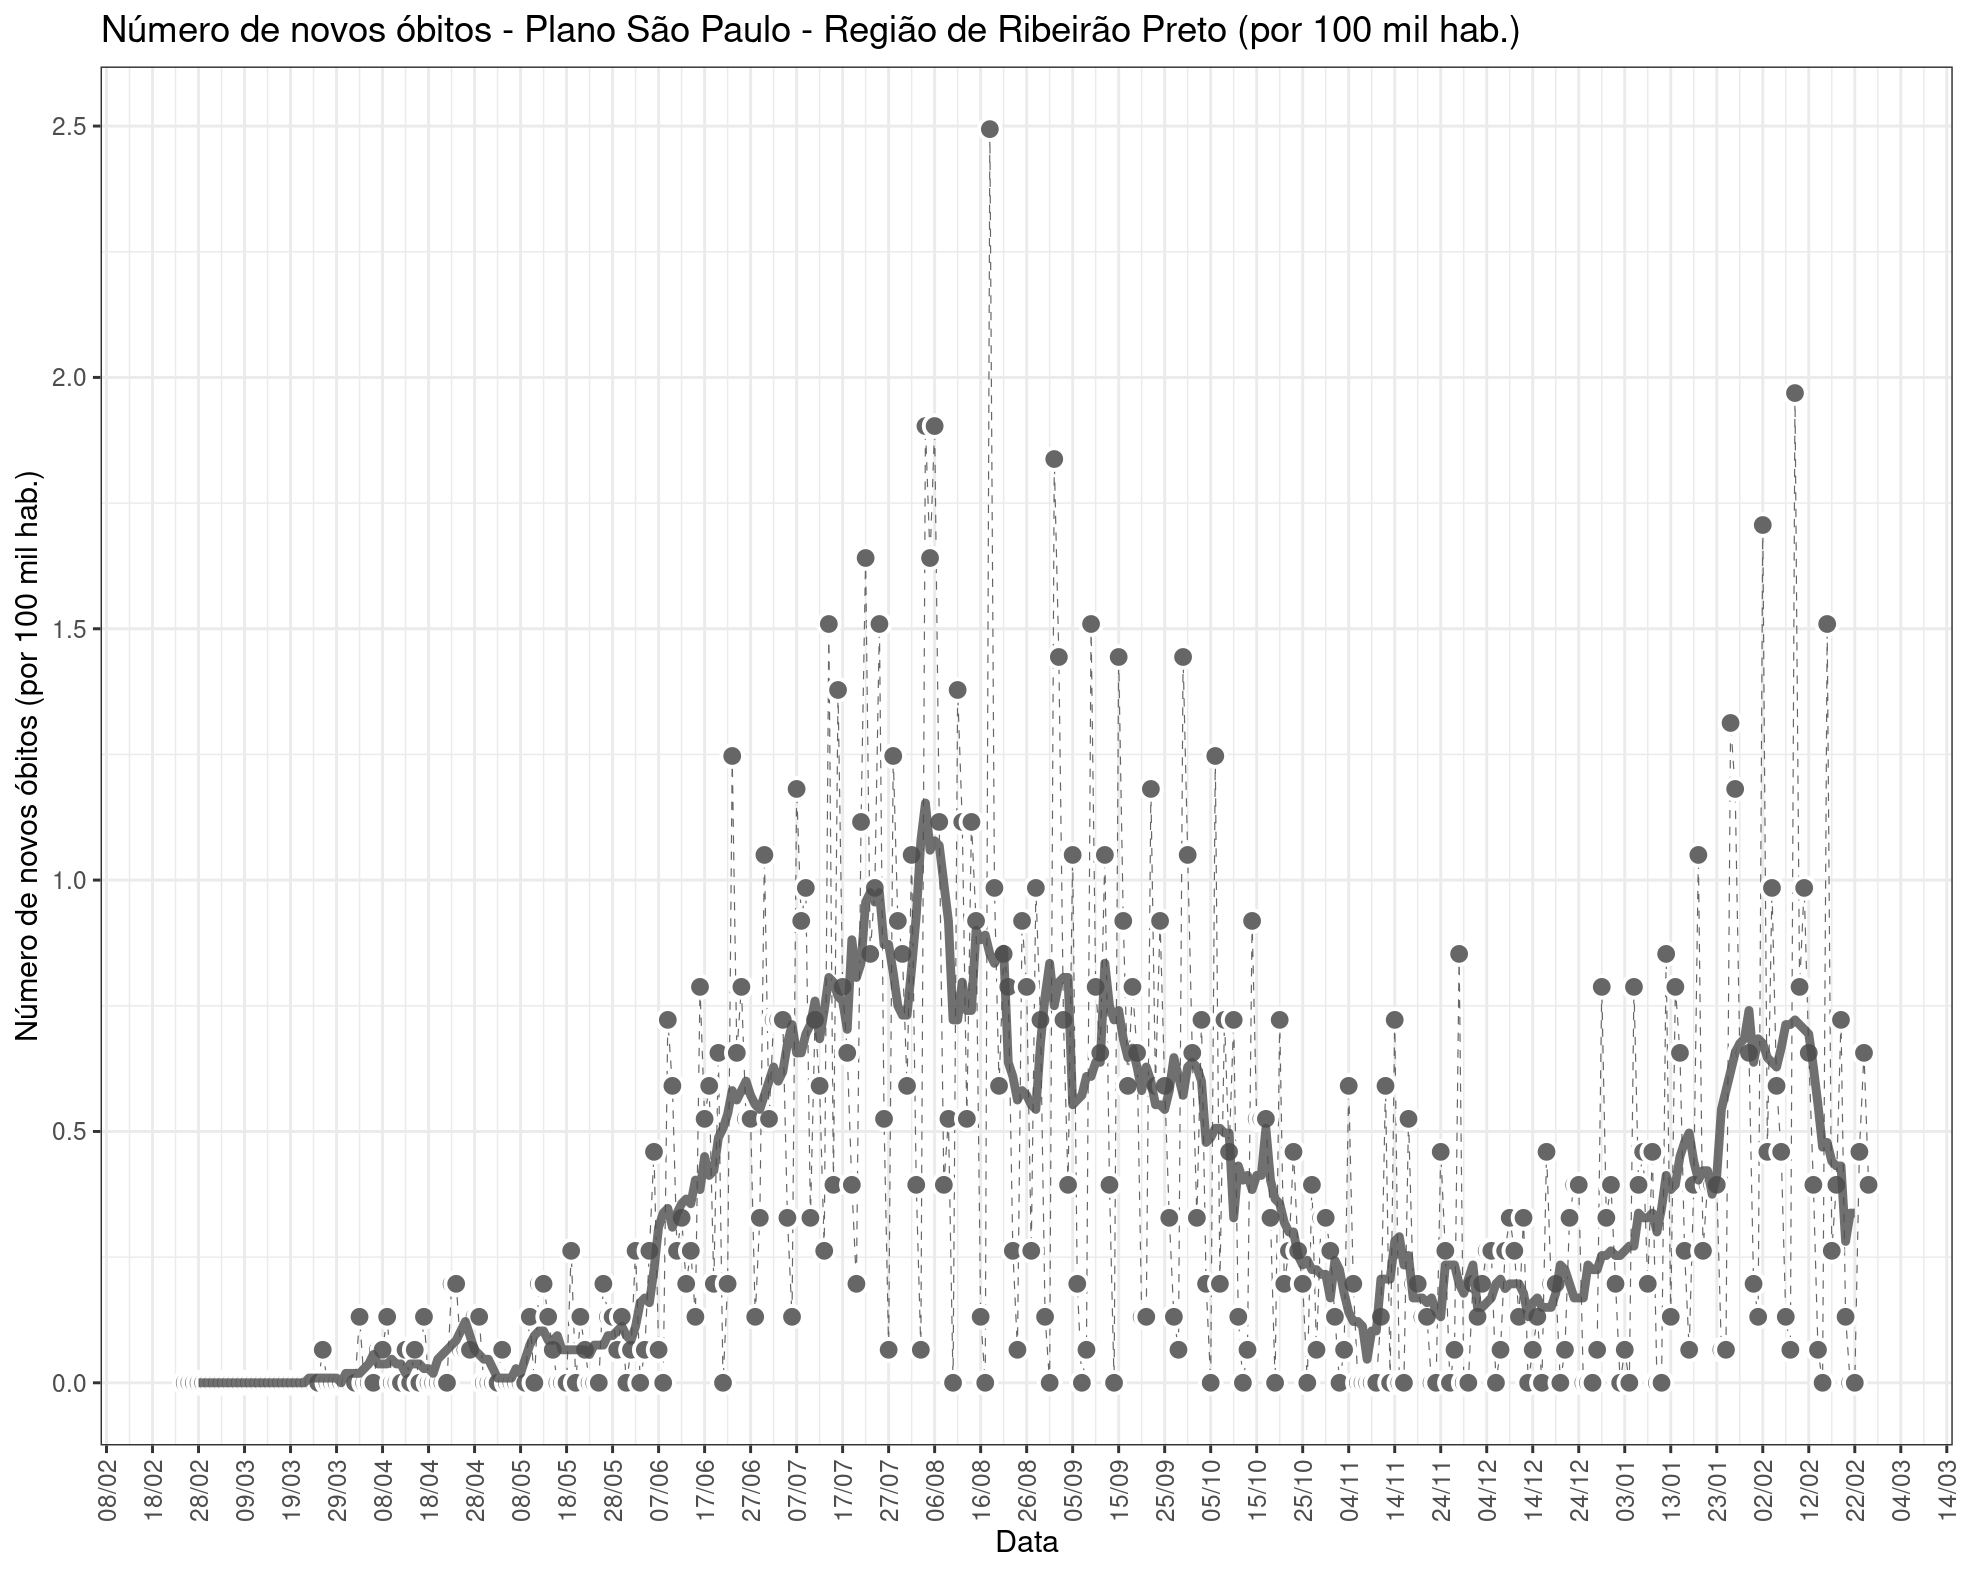 Número de novos óbitos - Plano São Paulo - Região de Ribeirão Preto (por 100 mil hab.)
Número de novos óbitos (por 100 mil hab.)
2.5
2.0
1.5
1.0
0.5
0.0
08/02 18/02 28/02 09/03 19/03 29/03 08/04 18/04 28/04 08/05 18/05 28/05 07/06 17/06 27/06 07/07 17/07 27/07 06/08 16/08 26/08 05/09 15/09 25/09 05/10 15/10 25/10 04/11 14/11 24/11 04/12 14/12 24/12 03/01 13/01 23/01 02/02 12/02 22/02 04/03 14/03
Data